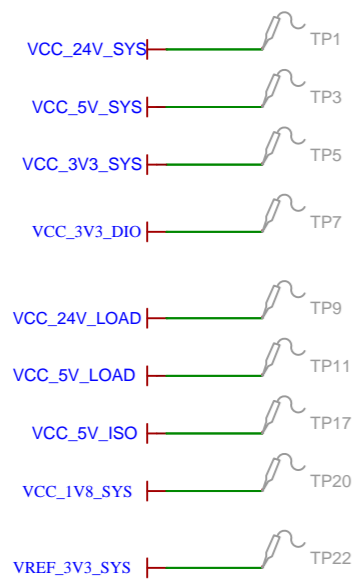 VCC_24V_SYS TP1
VCC_5V_SYS TP3
VCC_3V3_SYS TP5
VCC_3V3_DIO TP7
VCC_24V_LOAD TP9
VCC_5V_LOAD TP11
VCC_5V_ISO TP17
VCC_1V8_SYS TP20
VREF_3V3_SYS TP22